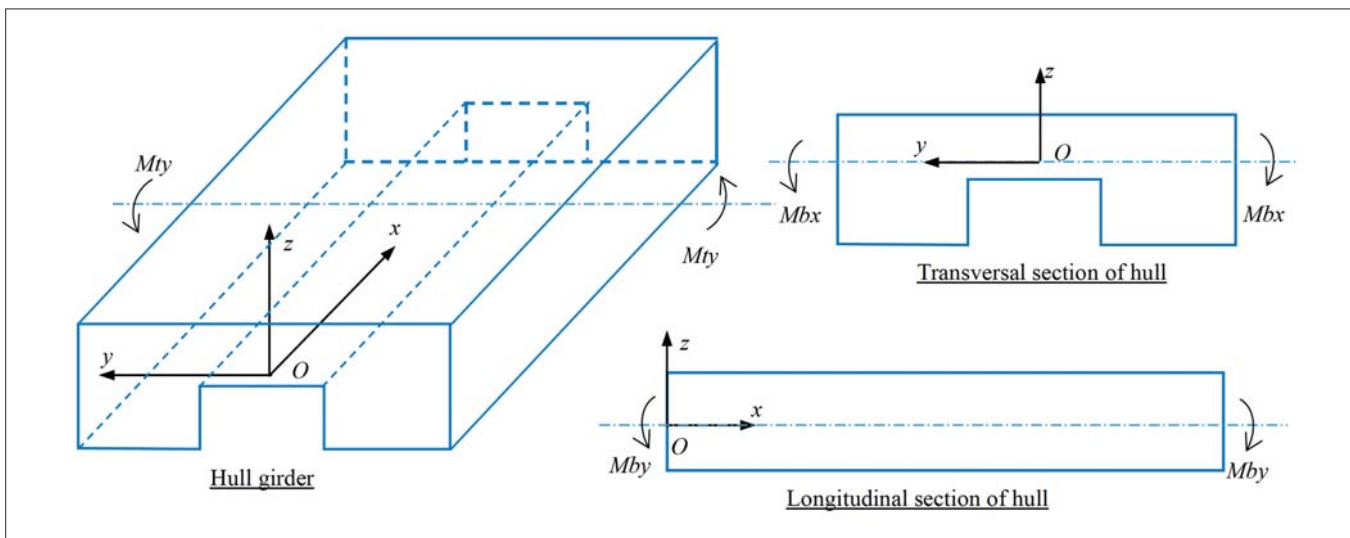 Mty
z
x
Mty
y
O
Hull girder
z
y
O
Mbx
Mbx
Transversal section of hull
z
x
O
Mby
Mby
Longitudinal section of hull